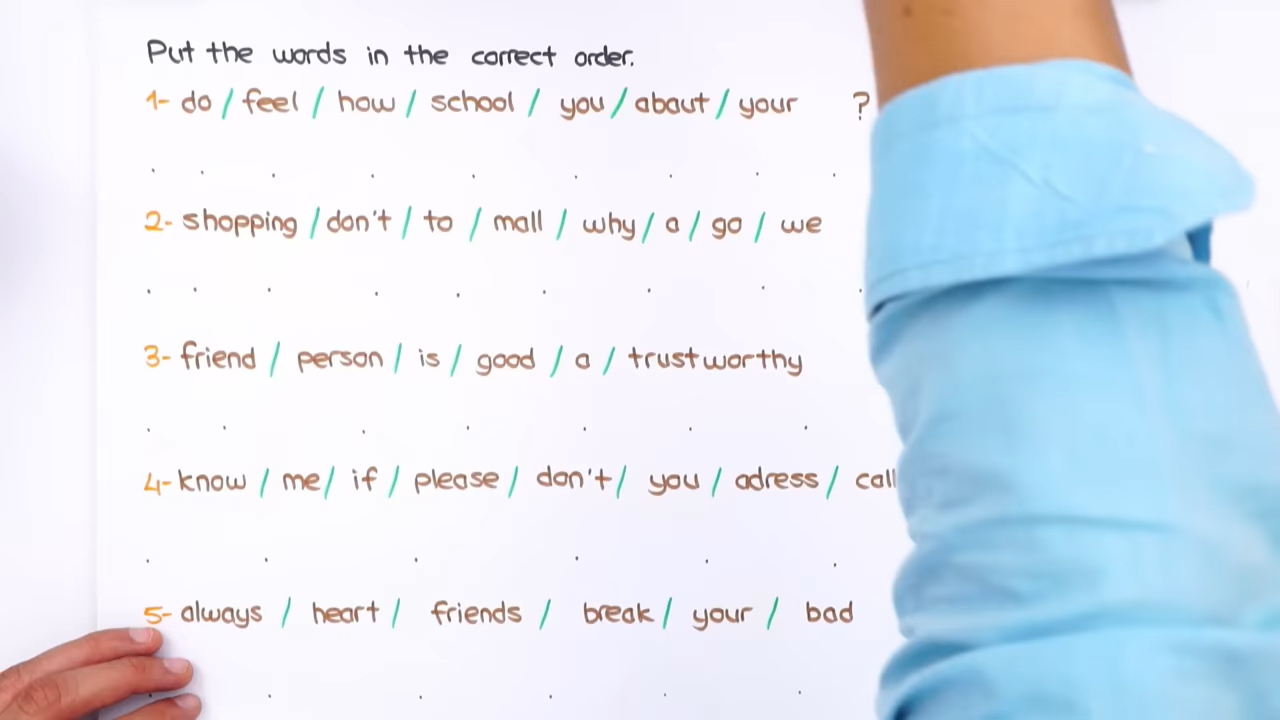 Put the words in the correct order.
1- do / feel / how / school / you / about / your ?
2- shopping / don't / to / mall / why / a / go / we
3- friend / person / is / good / a / trustworthy
4- know / me / if / please / don't / you / adress / call
5- always / heart / friends / break / your / bad